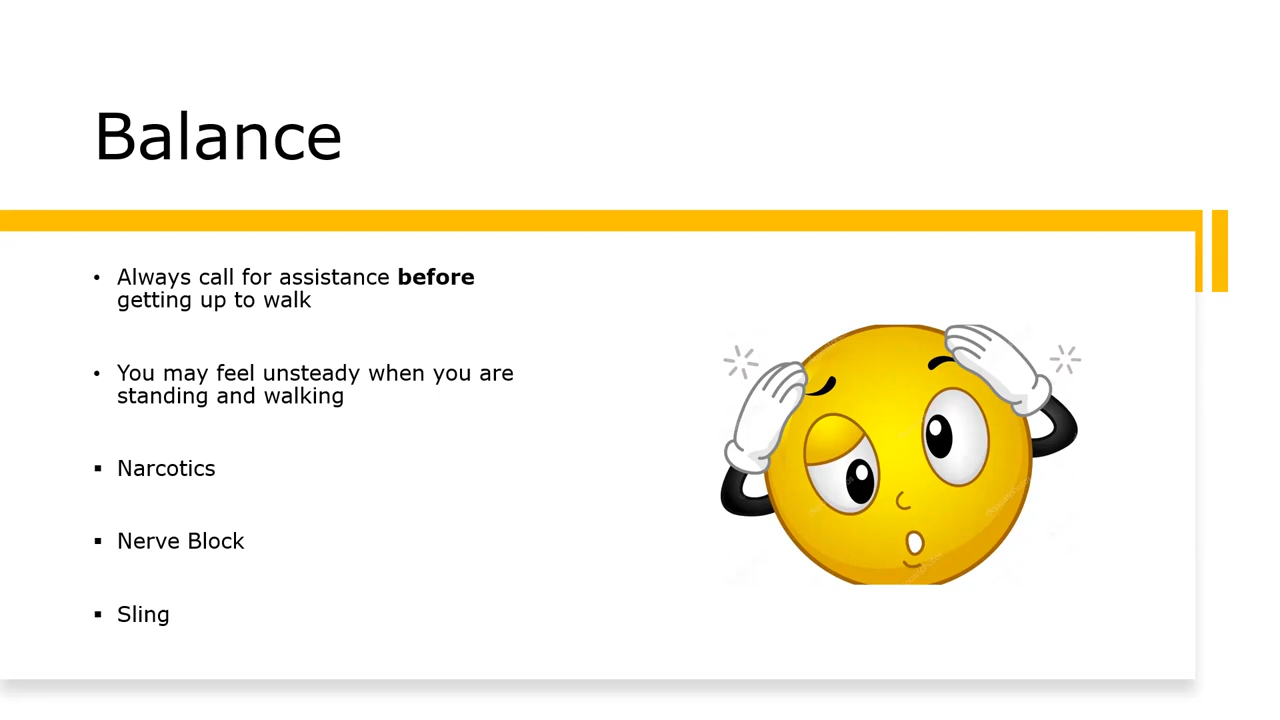 Balance
• Always call for assistance before
getting up to walk
• You may feel unsteady when you are
standing and walking
▪ Narcotics
▪ Nerve Block
▪ Sling